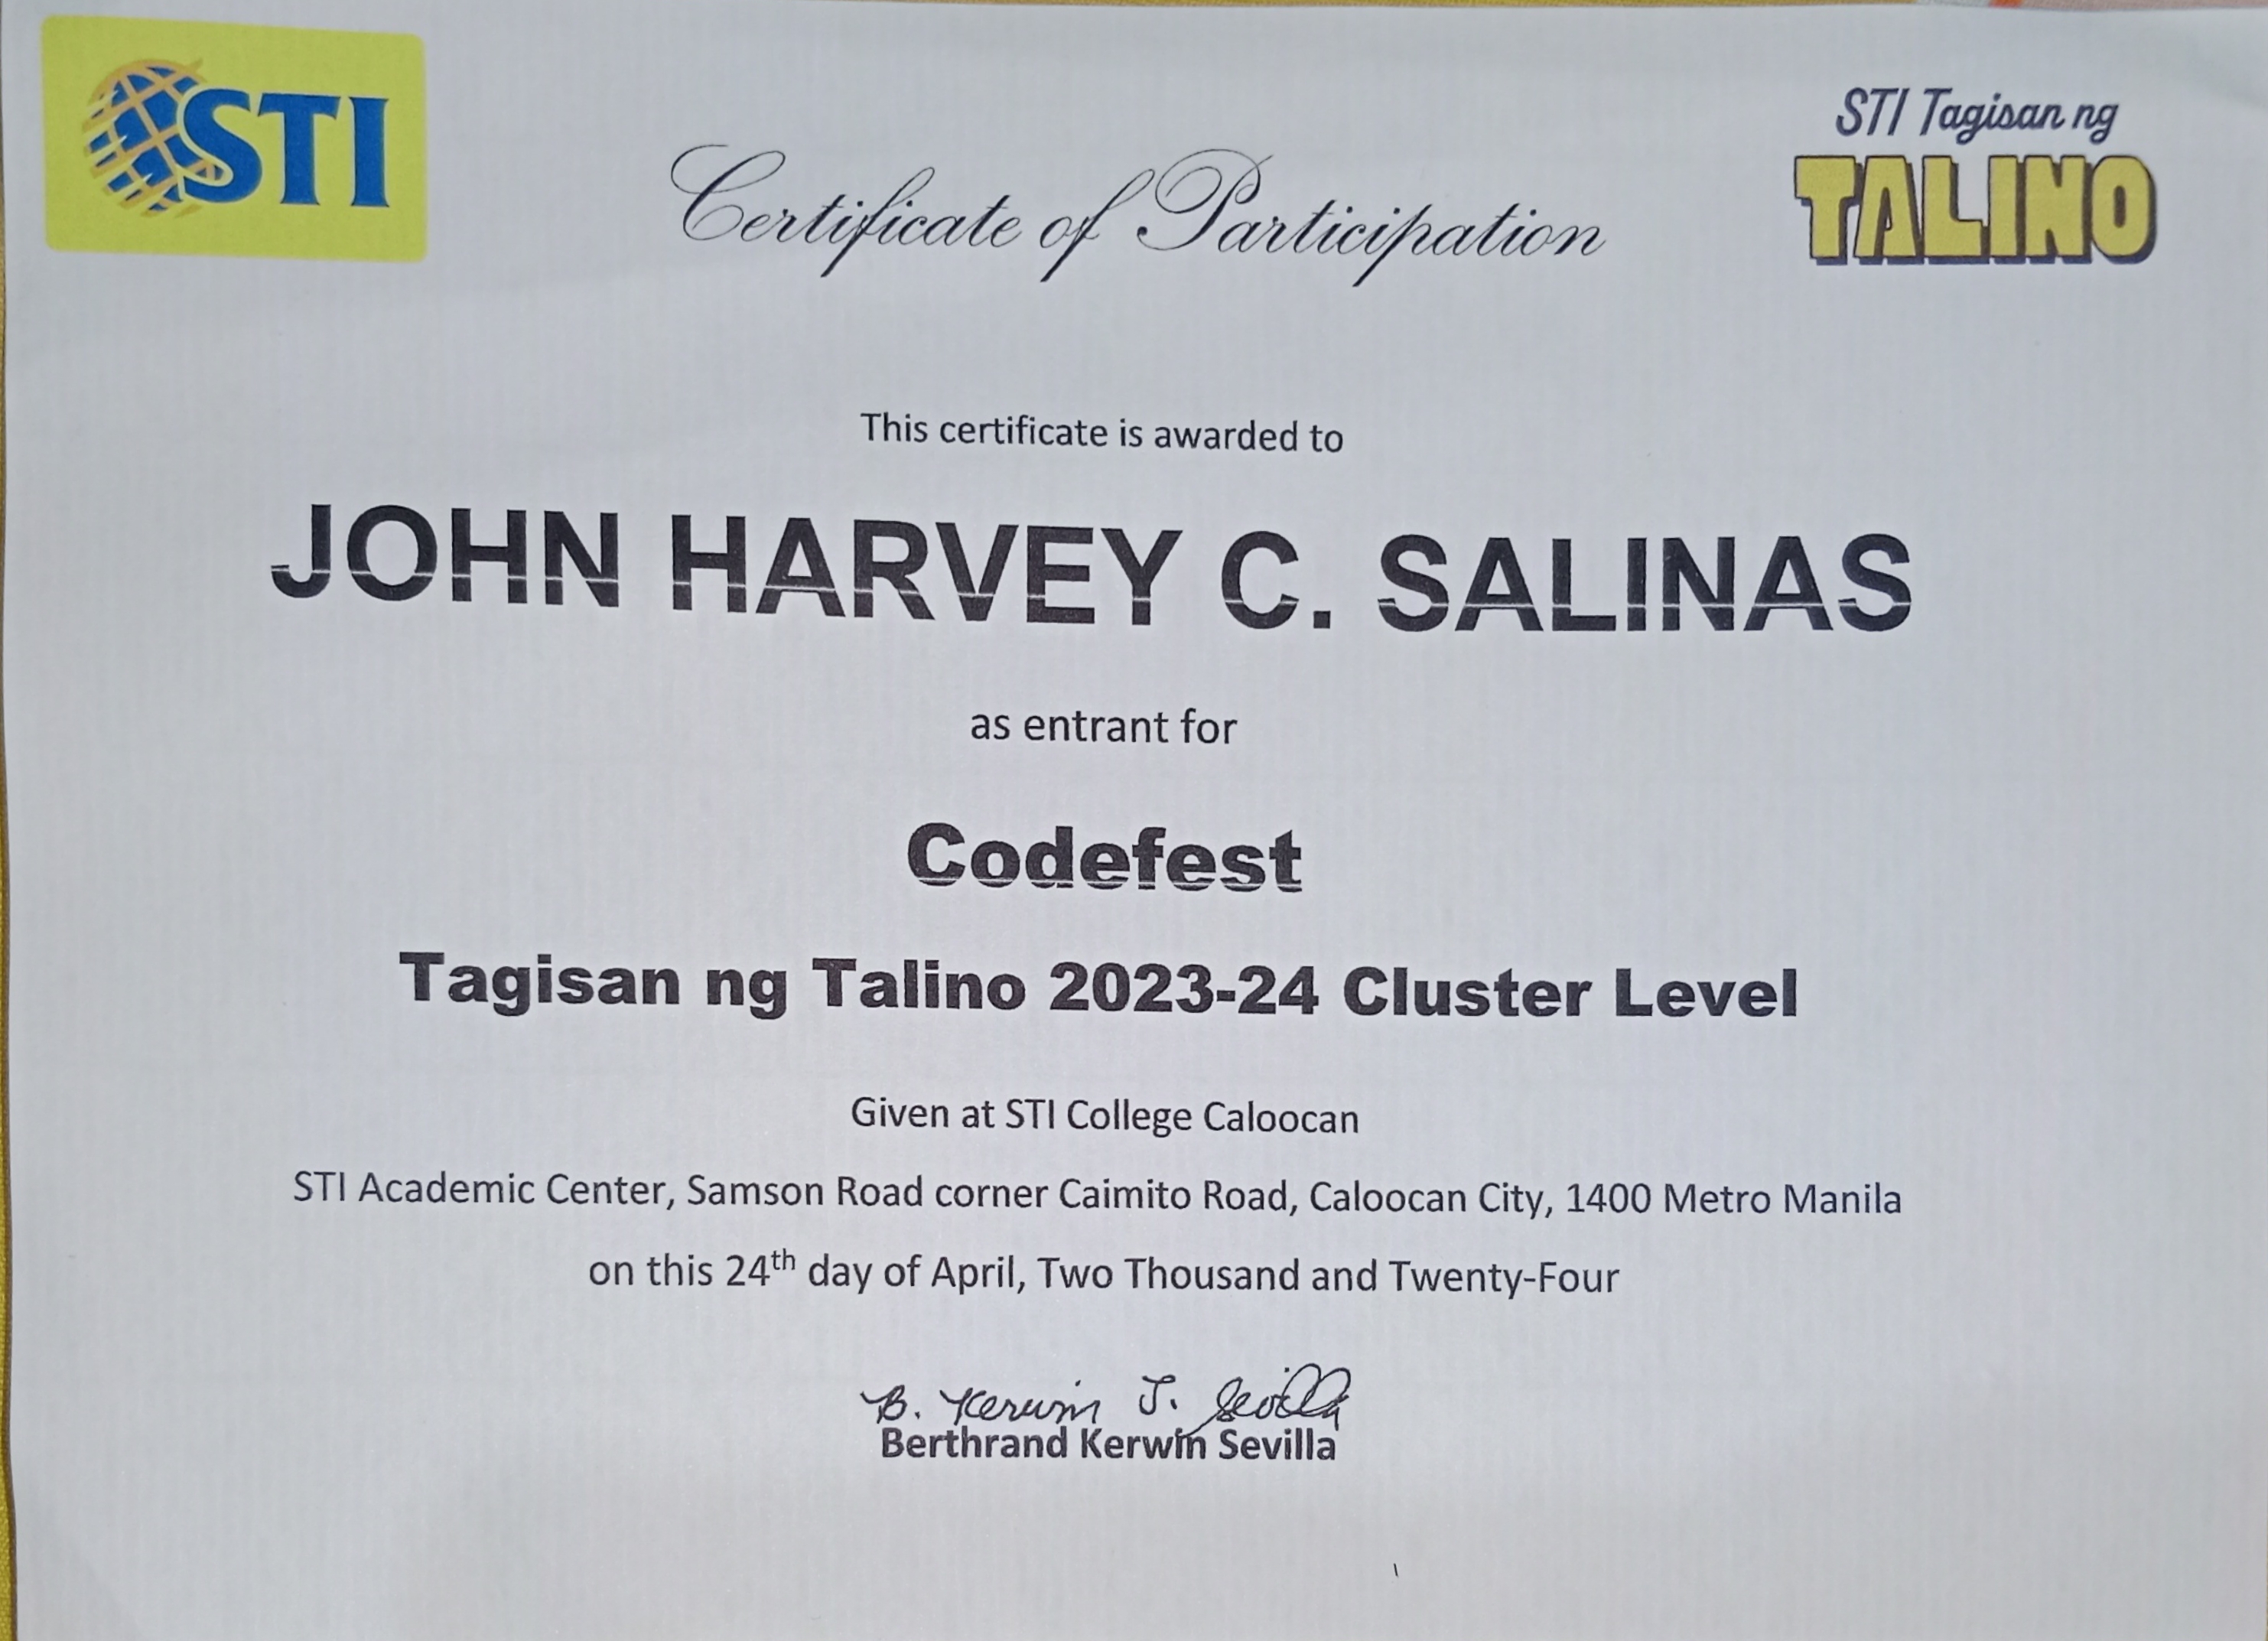 STI
STI Tagisan ng
TALINO
Certificate of Participation
This certificate is awarded to
JOHN HARVEY C. SALINAS
as entrant for
Codefest
Tagisan ng Talino 2023-24 Cluster Level
Given at STI College Caloocan
STI Academic Center, Samson Road corner Caimito Road, Caloocan City, 1400 Metro Manila
on this 24th day of April, Two Thousand and Twenty-Four
B. Kerwin J. Sevilla
Berthrand Kerwin Sevilla